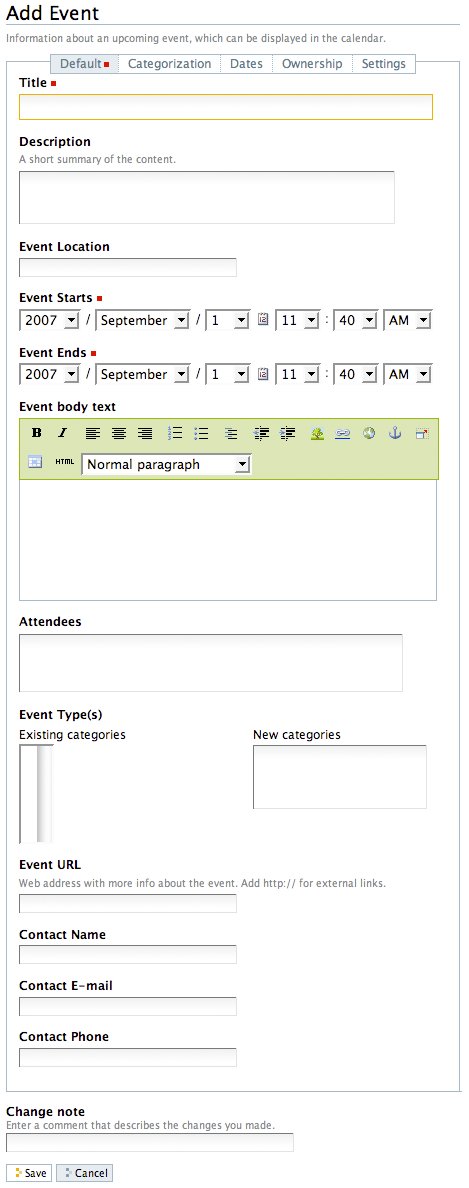 Add Event
Information about an upcoming event, which can be displayed in the calendar.
Default Categorization Dates Ownership Settings
Title
Description
A short summary of the content.
Event Location
Event Starts
2007 / September / 1 12 11 : 40 AM
Event Ends
2007 / September / 1 12 11 : 40 AM
Event body text
B I
HTML Normal paragraph
Attendees
Event Type(s)
Existing categories New categories
Event URL
Web address with more info about the event. Add http:// for external links.
Contact Name
Contact E-mail
Contact Phone
Change note
Enter a comment that describes the changes you made.
Save Cancel